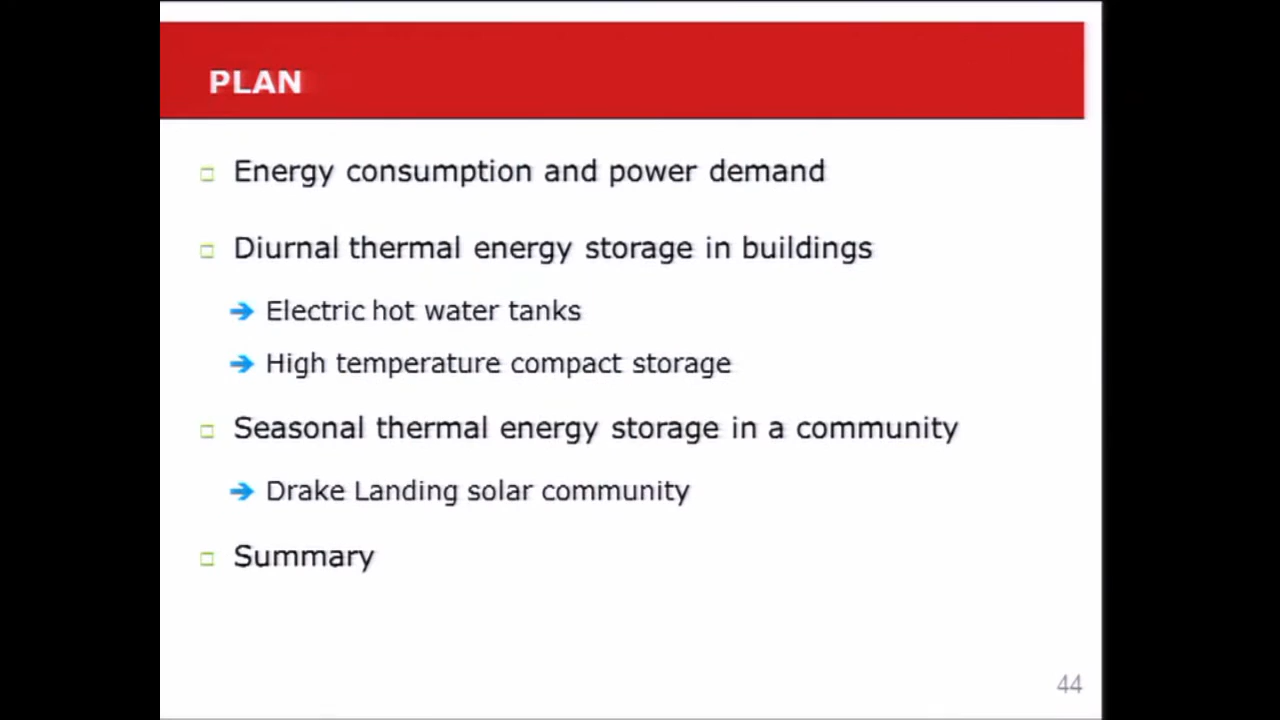 PLAN
Energy consumption and power demand
Diurnal thermal energy storage in buildings
Electric hot water tanks
High temperature compact storage
Seasonal thermal energy storage in a community
Drake Landing solar community
Summary
44